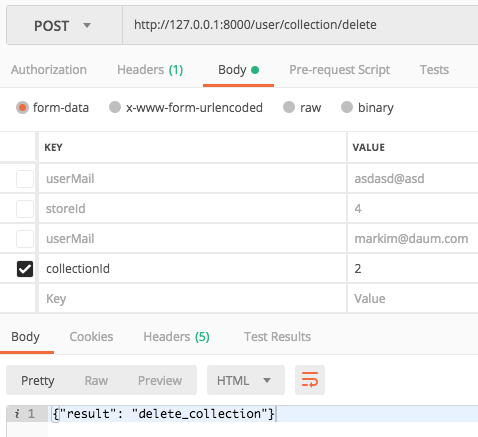 POST http://127.0.0.1:8000/user/collection/delete
Authorization Headers (1) Body Pre-request Script Tests
form-data x-www-form-urlencoded raw binary
KEY VALUE
userMail asdasd@asd
storeId 4
userMail markim@daum.com
collectionId 2
Key Value
Body Cookies Headers (5) Test Results
Pretty Raw Preview HTML
i 1 {"result": "delete_collection"}